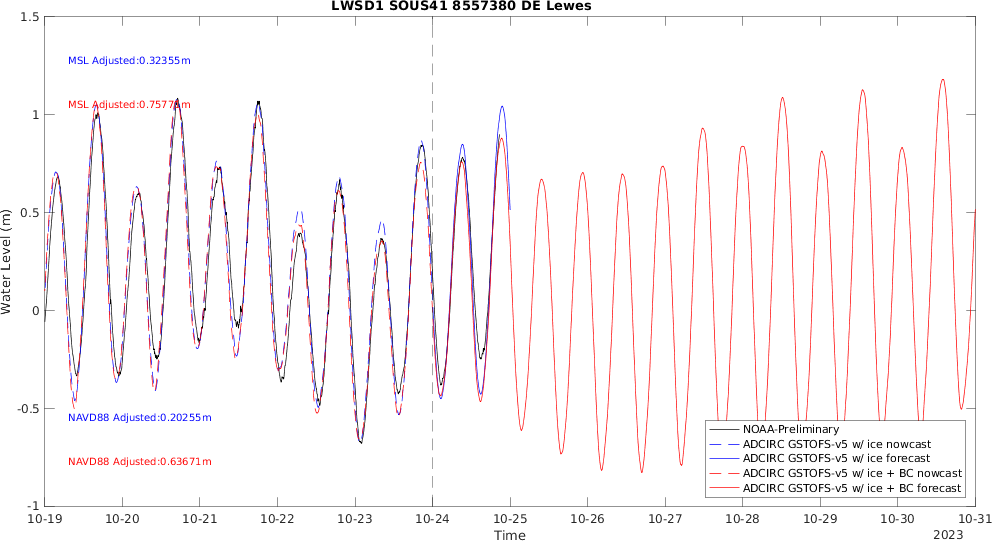 LWSD1 SOUS41 8557380 DE Lewes
1.5
1
0.5
0
-0.5
-1
Water Level (m)
MSL Adjusted:0.32355m
MSL Adjusted:0.7577 m
NAVD88 Adjusted:0.20255m
NAVD88 Adjusted:0.63671m
NOAA-Preliminary
ADCIRC GSTOFS-v5 w/ ice nowcast
ADCIRC GSTOFS-v5 w/ ice forecast
ADCIRC GSTOFS-v5 w/ ice + BC nowcast
ADCIRC GSTOFS-v5 w/ ice + BC forecast
10-19 10-20 10-21 10-22 10-23 10-24 10-25 10-26 10-27 10-28 10-29 10-30 10-31
Time
2023